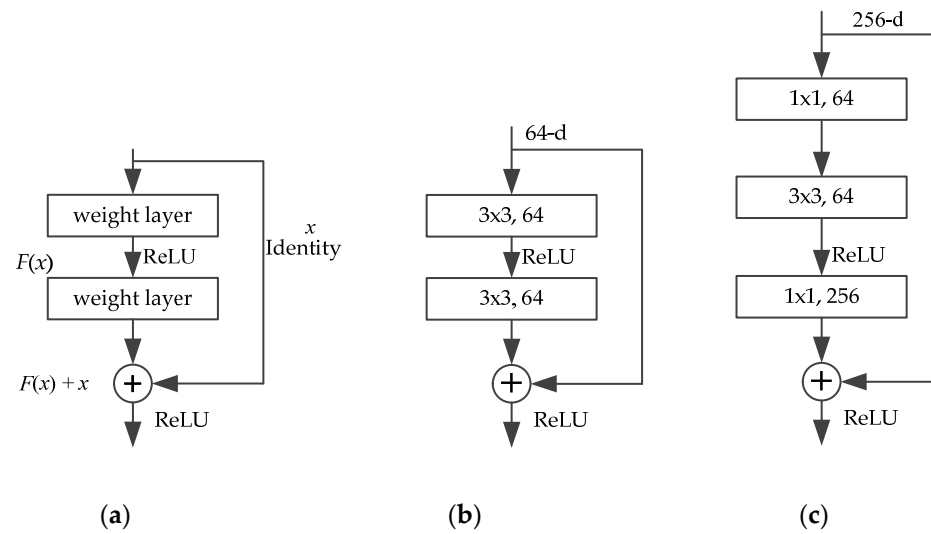 weight layer
ReLU
x
Identity
F(x)
weight layer
F(x) + x
+
ReLU
(a)
64-d
3x3, 64
ReLU
3x3, 64
+
ReLU
(b)
256-d
1x1, 64
3x3, 64
ReLU
1x1, 256
+
ReLU
(c)